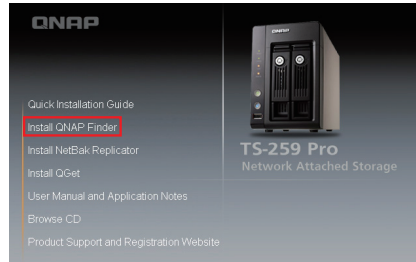 QNAP
Quick Installation Guide
Install QNAP Finder
Install NetBak Replicator
Install QGet
User Manual and Application Notes
Browse CD
Product Support and Registration Website
QNAP
TS-259 Pro
Network Attached Storage